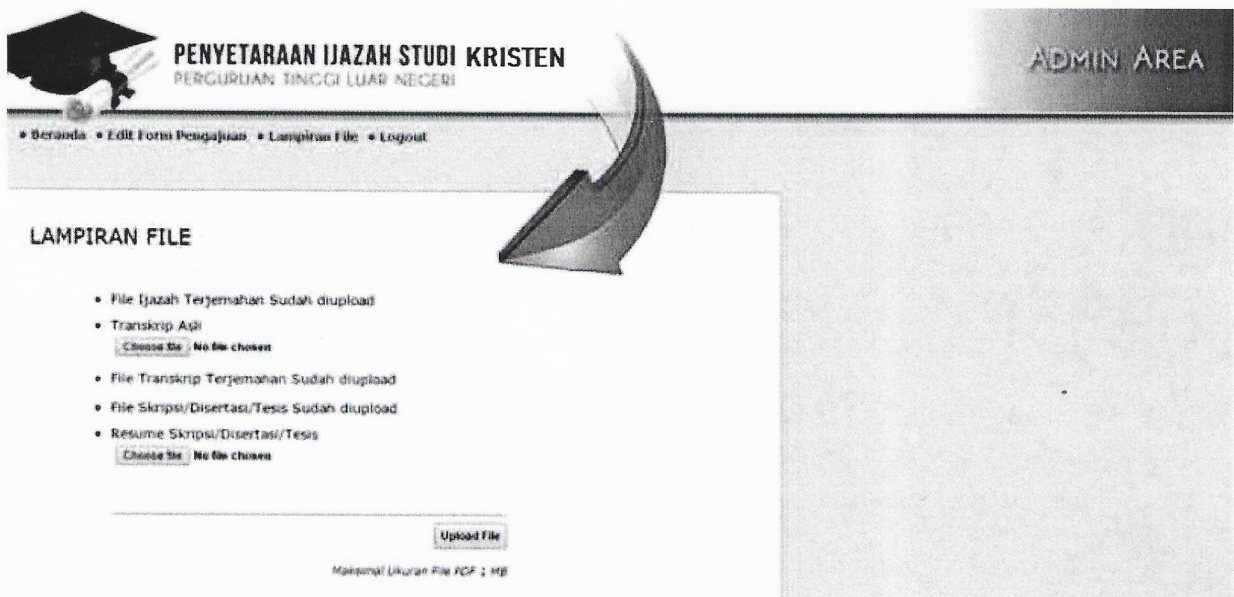 PENYETARAAN IJAZAH STUDI KRISTEN
PERGURUAN TINGGI LUAR NEGERI
ADMIN AREA
• Beranda • Edit Form Pengajuan • Lampiran File • Logout
LAMPIRAN FILE
• File Ijazah Terjemahan Sudah diupload
• Transkrip Asli
Choose file No file chosen
• File Transkrip Terjemahan Sudah diupload
• File Skripsi/Disertasi/Tesis Sudah diupload
• Resume Skripsi/Disertasi/Tesis
Choose file No file chosen
Upload File
Maksimal Ukuran File PDF MB